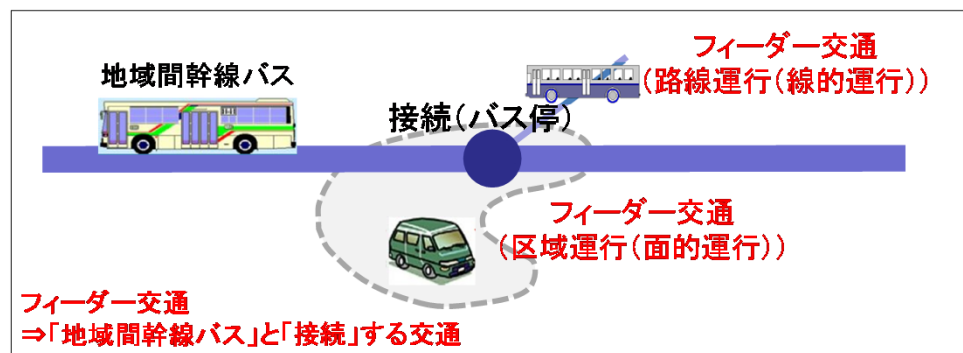 地域間幹線バス
フィーダー交通
（路線運行（線的運行））
接続（バス停）
フィーダー交通
（区域運行（面的運行））
フィーダー交通
⇒「地域間幹線バス」と「接続」する交通